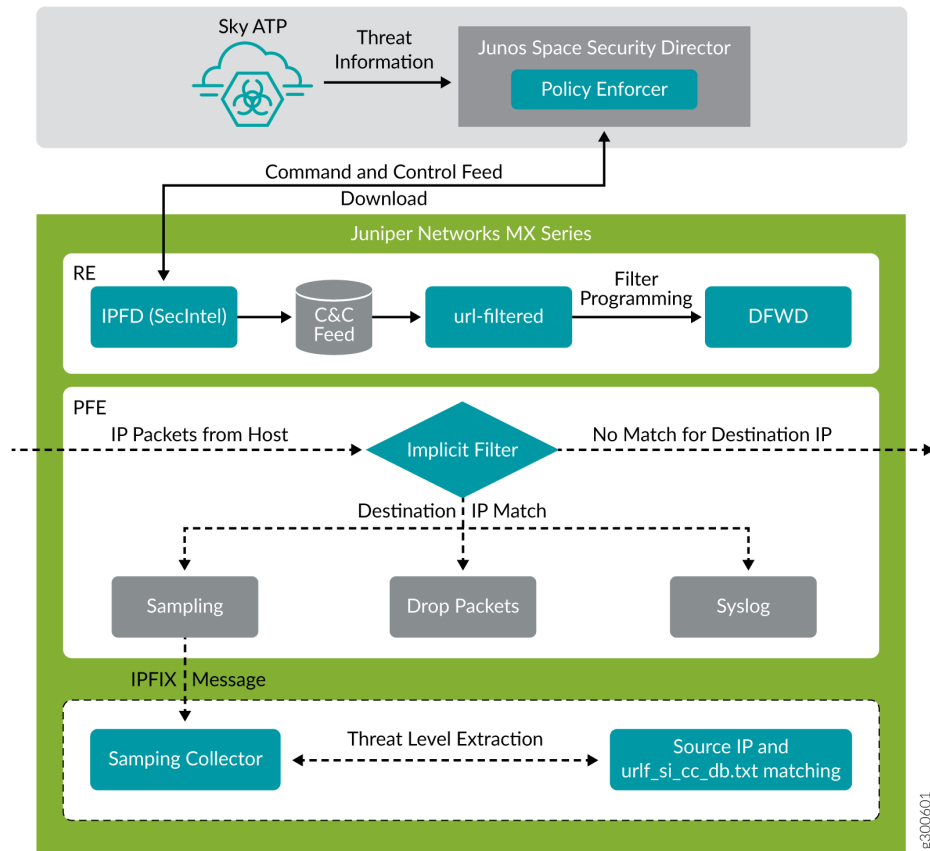 Sky ATP
Threat
Information
Junos Space Security Director
Policy Enforcer
Command and Control Feed
Download
Juniper Networks MX Series
RE
IPFD (SecIntel)
C&C
Feed
url-filtered
Filter
Programming
DFWD
PFE
IP Packets from Host
Implicit Filter
No Match for Destination IP
Destination IP Match
Sampling
Drop Packets
Syslog
IPFIX Message
Samping Collector
Threat Level Extraction
Source IP and
urlf_si_cc_db.txt matching
g300601